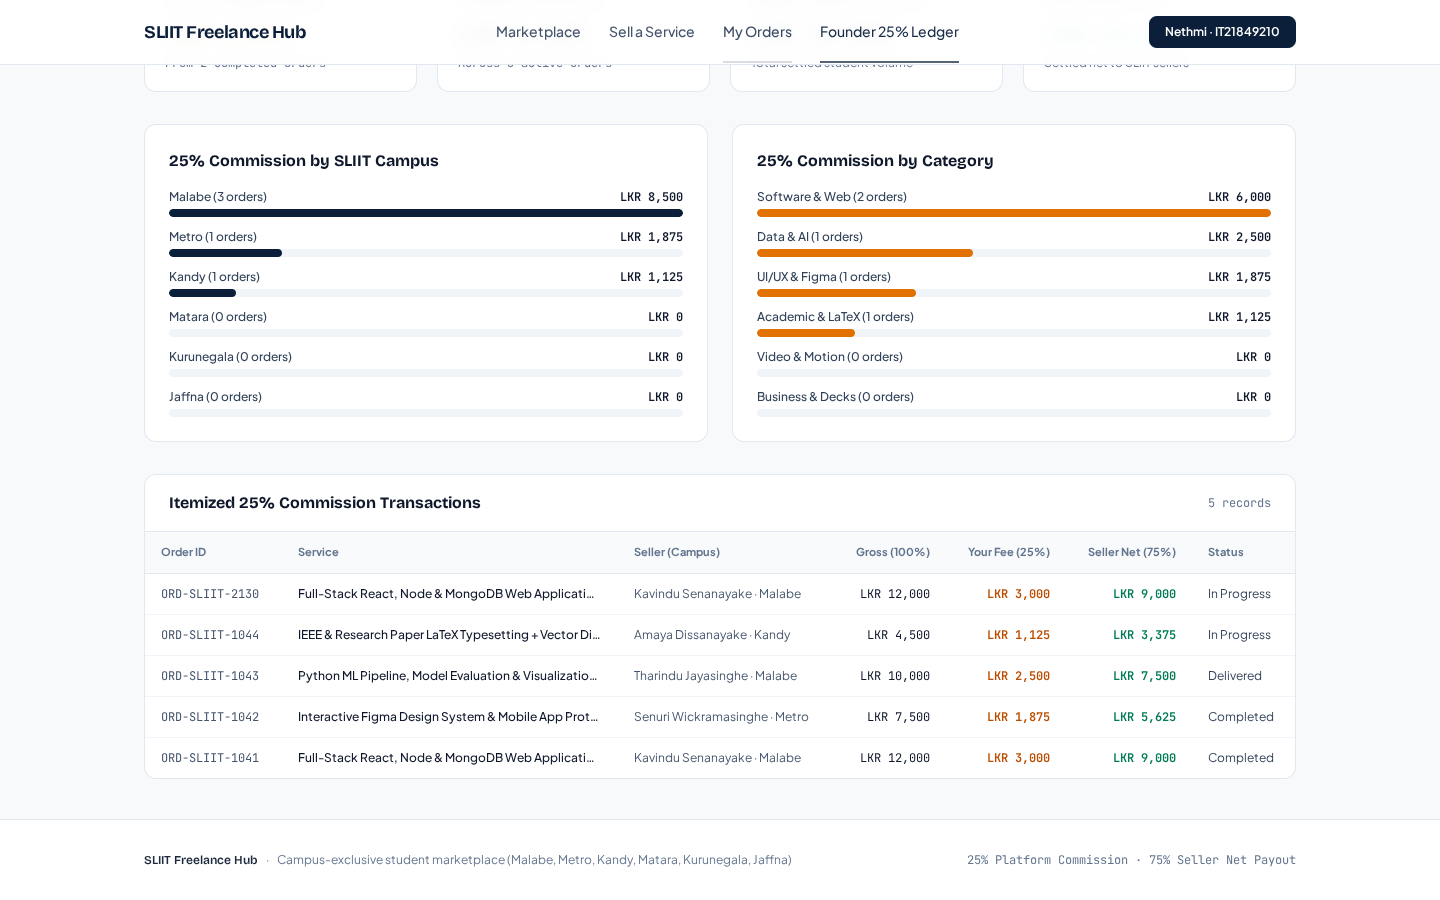 SLIIT Freelance Hub
Marketplace
Sell a Service
My Orders
Founder 25% Ledger
Nethmi · IT21849210
25% Commission by SLIIT Campus
Malabe (3 orders) LKR 8,500
Metro (1 orders) LKR 1,875
Kandy (1 orders) LKR 1,125
Matara (0 orders) LKR 0
Kurunegala (0 orders) LKR 0
Jaffna (0 orders) LKR 0
25% Commission by Category
Software & Web (2 orders) LKR 6,000
Data & AI (1 orders) LKR 2,500
UI/UX & Figma (1 orders) LKR 1,875
Academic & LaTeX (1 orders) LKR 1,125
Video & Motion (0 orders) LKR 0
Business & Decks (0 orders) LKR 0
Itemized 25% Commission Transactions 5 records
Order ID Service Seller (Campus) Gross (100%) Your Fee (25%) Seller Net (75%) Status
ORD-SLIIT-2130 Full-Stack React, Node & MongoDB Web Applicati... Kavindu Senanayake · Malabe LKR 12,000 LKR 3,000 LKR 9,000 In Progress
ORD-SLIIT-1044 IEEE & Research Paper LaTeX Typesetting + Vector Di... Amaya Dissanayake · Kandy LKR 4,500 LKR 1,125 LKR 3,375 In Progress
ORD-SLIIT-1043 Python ML Pipeline, Model Evaluation & Visualizatio... Tharindu Jayasinghe · Malabe LKR 10,000 LKR 2,500 LKR 7,500 Delivered
ORD-SLIIT-1042 Interactive Figma Design System & Mobile App Prot... Senuri Wickramasinghe · Metro LKR 7,500 LKR 1,875 LKR 5,625 Completed
ORD-SLIIT-1041 Full-Stack React, Node & MongoDB Web Applicati... Kavindu Senanayake · Malabe LKR 12,000 LKR 3,000 LKR 9,000 Completed
SLIIT Freelance Hub · Campus-exclusive student marketplace (Malabe, Metro, Kandy, Matara, Kurunegala, Jaffna)
25% Platform Commission · 75% Seller Net Payout